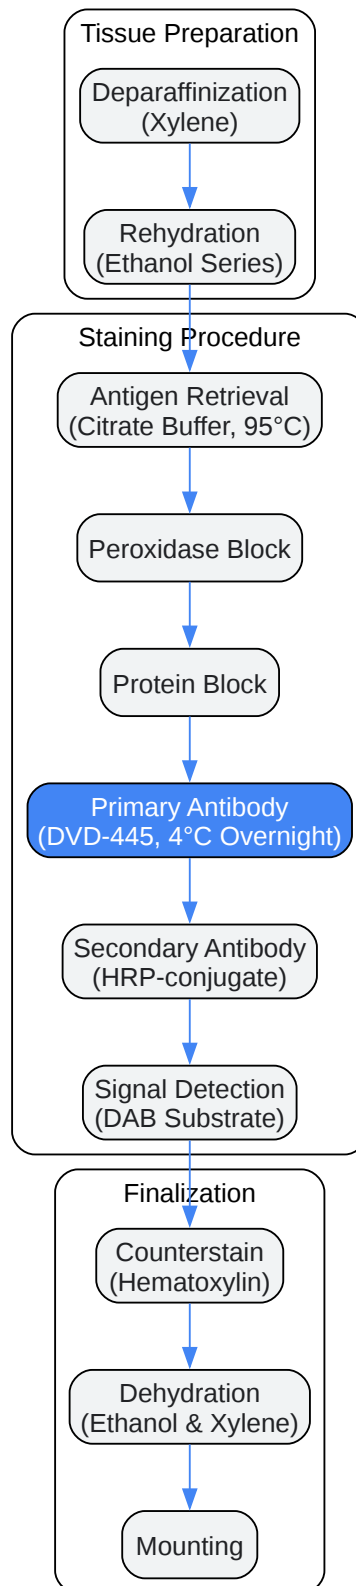 Tissue Preparation
Deparaffinization
(Xylene)
Rehydration
(Ethanol Series)
Staining Procedure
Antigen Retrieval
(Citrate Buffer, 95°C)
Peroxidase Block
Protein Block
Primary Antibody
(DVD-445, 4°C Overnight)
Secondary Antibody
(HRP-conjugate)
Signal Detection
(DAB Substrate)
Finalization
Counterstain
(Hematoxylin)
Dehydration
(Ethanol & Xylene)
Mounting